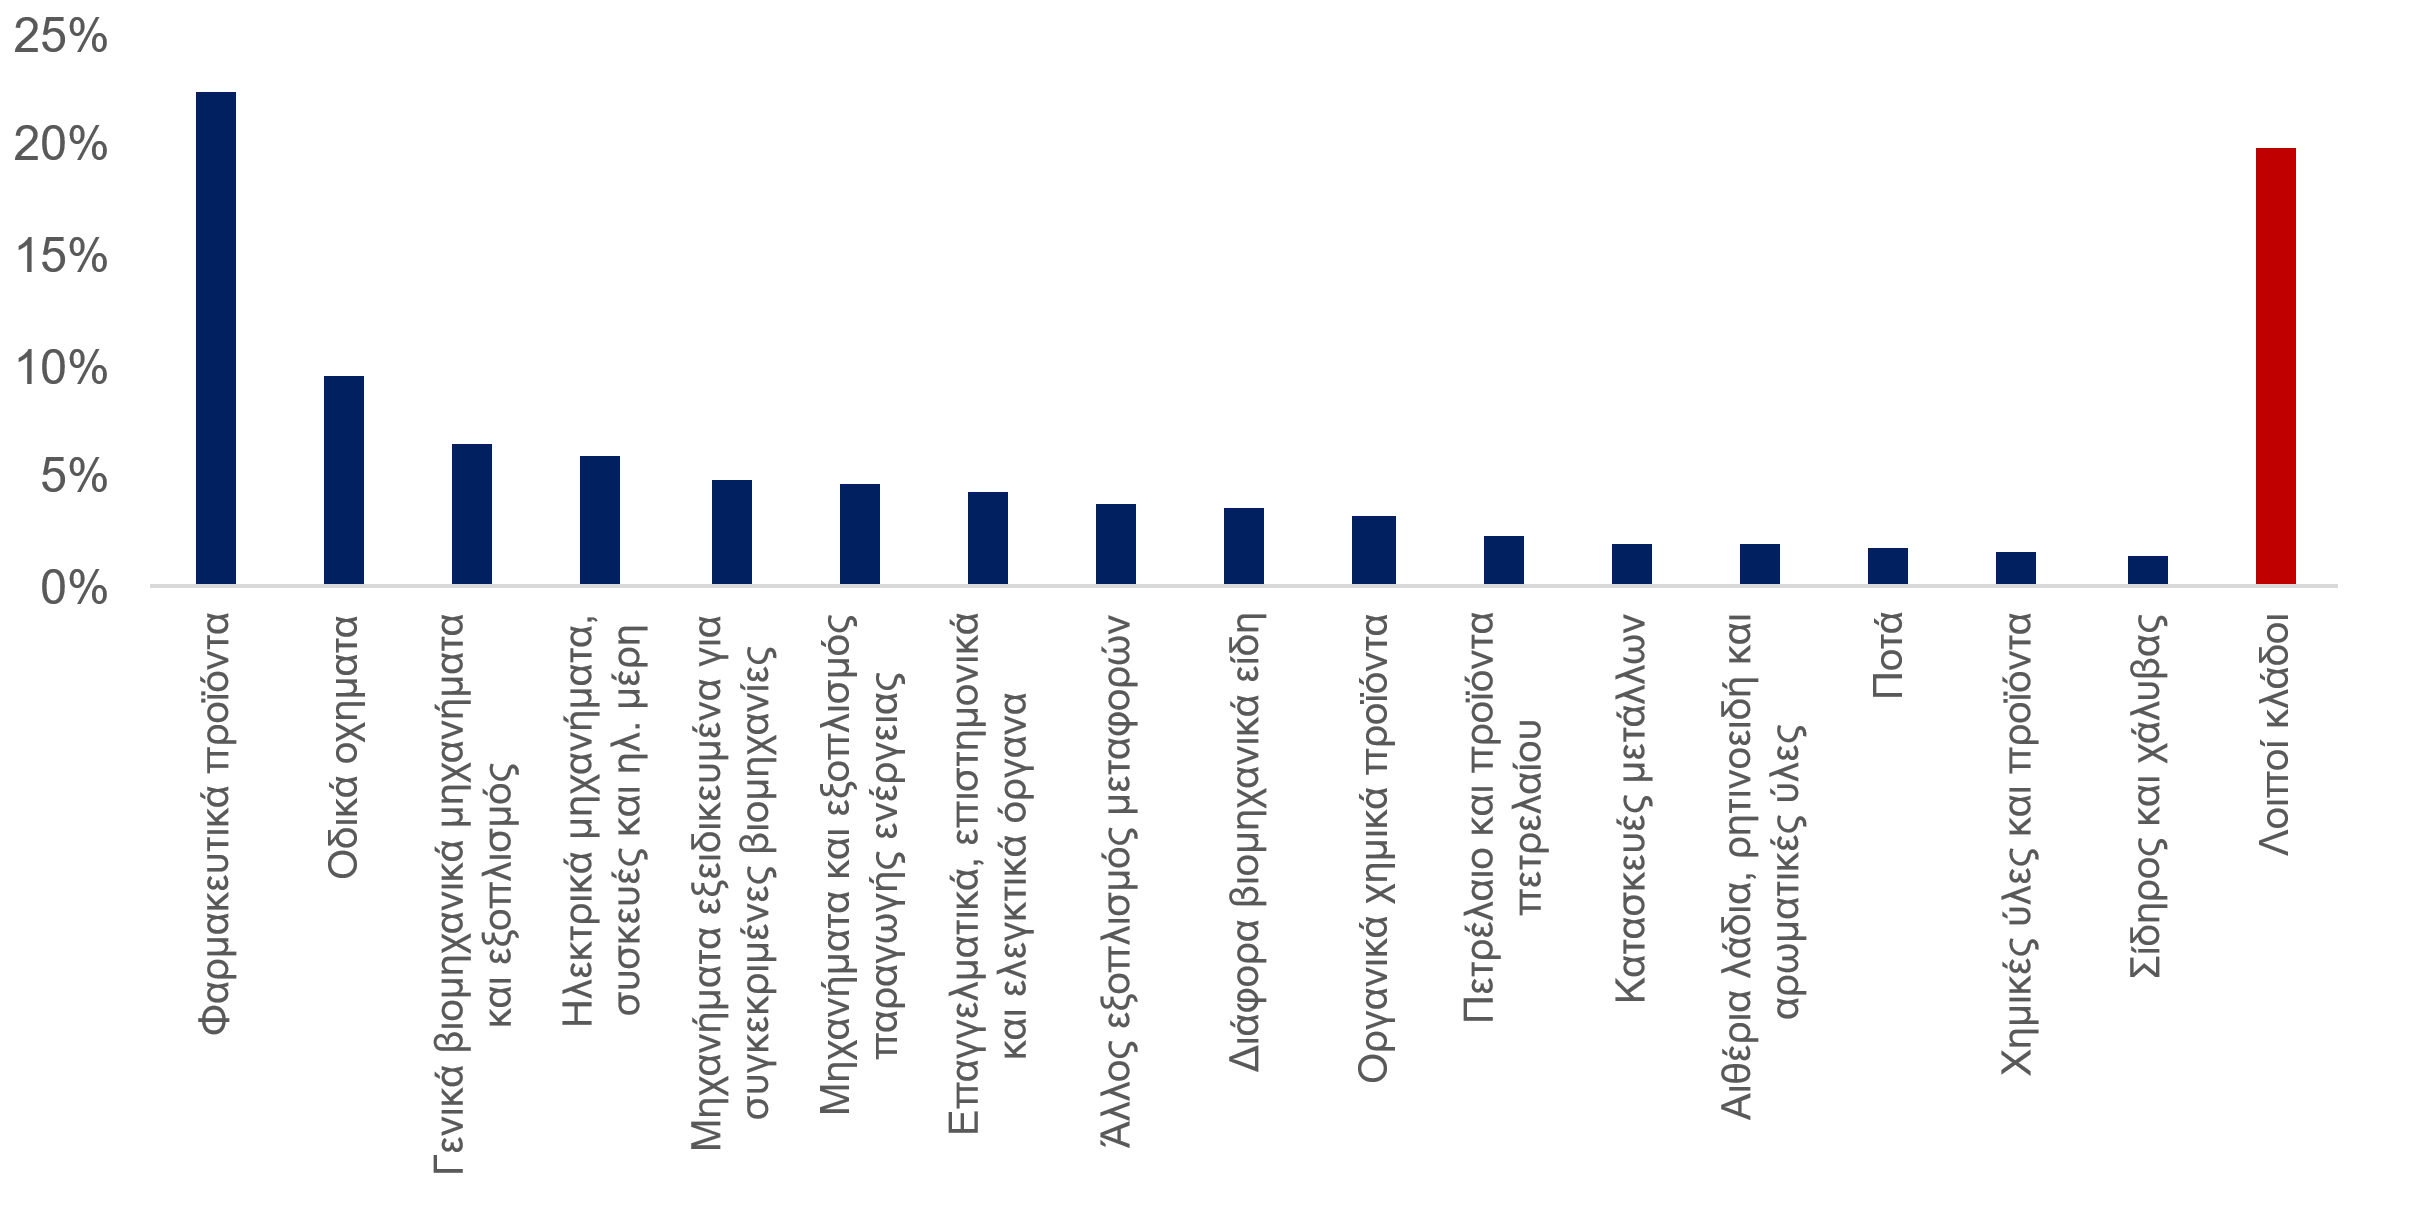 25%
20%
15%
10%
5%
0%
Φαρμακευτικά προϊόντα
Οδικά οχηματα
Γενικά βιομηχανικά μηχανήματα
και εξοπλισμός
Ηλεκτρικά μηχανήματα,
συσκευές και ηλ. μέρη
Μηχανήματα εξειδικευμένα για
συγκεκριμένες βιομηχανίες
Μηχανήματα και εξοπλισμός
παραγωγής ενέργειας
Επαγγελματικά, επιστημονικά
και ελεγκτικά όργανα
Άλλος εξοπλισμός μεταφορών
Διάφορα βιομηχανικά είδη
Οργανικά χημικά προϊόντα
Πετρέλαιο και προϊόντα
πετρελαίου
Κατασκευές μετάλλων
Αιθέρια λάδια, ρητινοειδή και
αρωματικές ύλες
Ποτά
Χημικές ύλες και προϊόντα
Σίδηρος και χάλυβας
Λοιποί κλάδοι